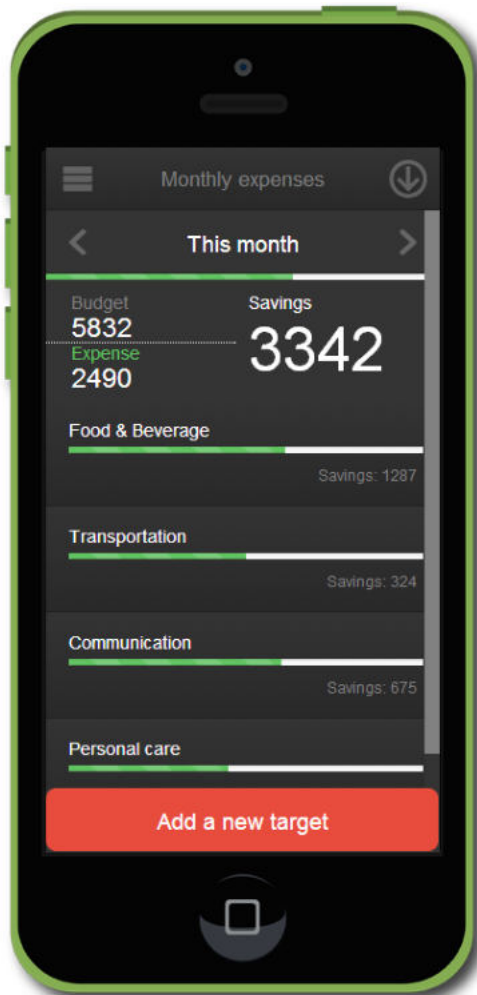 Monthly expenses
This month
Budget
5832
Expense
2490
Savings
3342
Food & Beverage
Savings: 1287
Transportation
Savings: 324
Communication
Savings: 675
Personal care
Add a new target